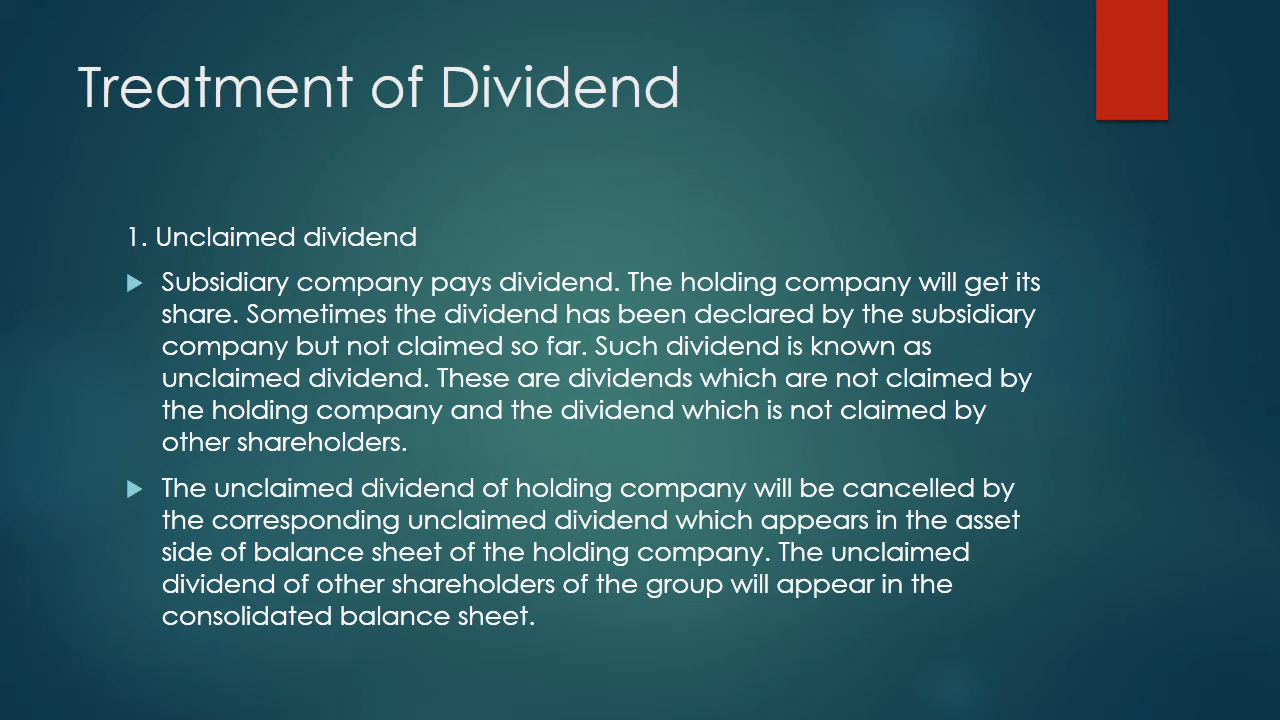 Treatment of Dividend
1. Unclaimed dividend
Subsidiary company pays dividend. The holding company will get its
share. Sometimes the dividend has been declared by the subsidiary
company but not claimed so far. Such dividend is known as
unclaimed dividend. These are dividends which are not claimed by
the holding company and the dividend which is not claimed by
other shareholders.
The unclaimed dividend of holding company will be cancelled by
the corresponding unclaimed dividend which appears in the asset
side of balance sheet of the holding company. The unclaimed
dividend of other shareholders of the group will appear in the
consolidated balance sheet.